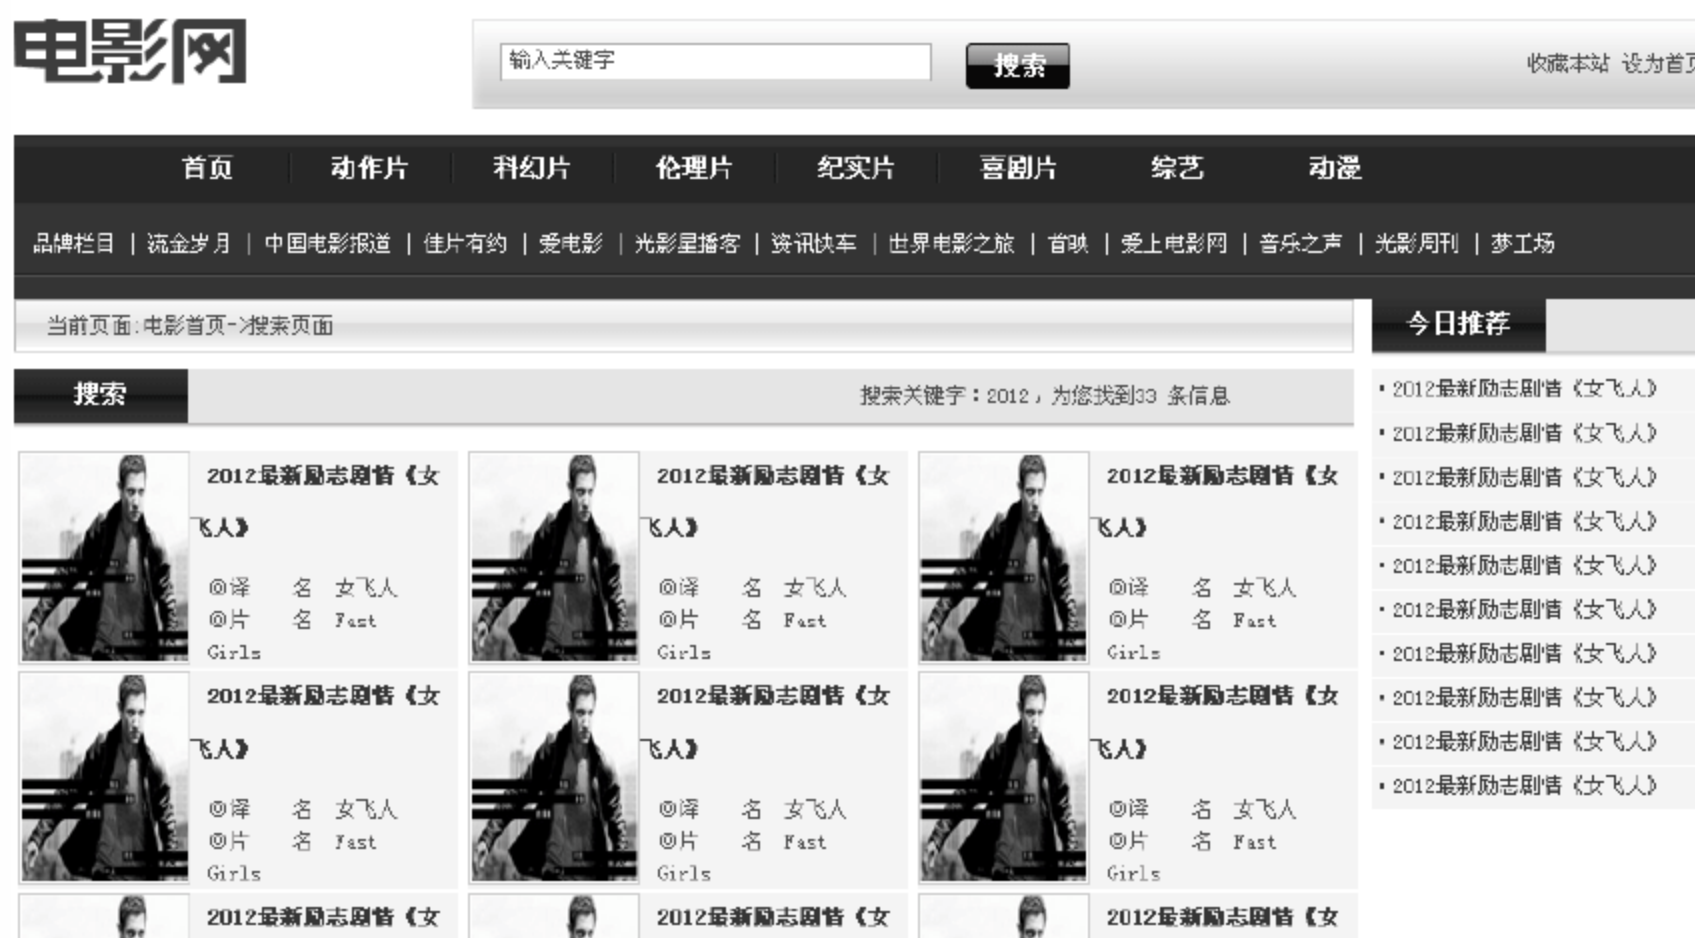 电影网
输入关键字
搜索
收藏本站 设为首页
首页 动作片 科幻片 伦理片 纪实片 喜剧片 综艺 动漫
品牌栏目 | 流金岁月 | 中国电影报道 | 佳片有约 | 爱电影 | 光影星播客 | 资讯快车 | 世界电影之旅 | 首映 | 爱上电影网 | 音乐之声 | 光影周刊 | 梦工场
当前页面:电影首页->搜索页面
搜索
搜索关键字：2012，为您找到33 条信息
2012最新励志剧情《女
飞人》
◎译 名 女飞人
◎片 名 Fast
Girls
2012最新励志剧情《女
飞人》
◎译 名 女飞人
◎片 名 Fast
Girls
2012最新励志剧情《女
飞人》
◎译 名 女飞人
◎片 名 Fast
Girls
2012最新励志剧情《女
飞人》
◎译 名 女飞人
◎片 名 Fast
Girls
2012最新励志剧情《女
飞人》
◎译 名 女飞人
◎片 名 Fast
Girls
2012最新励志剧情《女
飞人》
◎译 名 女飞人
◎片 名 Fast
Girls
2012最新励志剧情《女
2012最新励志剧情《女
2012最新励志剧情《女
今日推荐
2012最新励志剧情《女飞人》
2012最新励志剧情《女飞人》
2012最新励志剧情《女飞人》
2012最新励志剧情《女飞人》
2012最新励志剧情《女飞人》
2012最新励志剧情《女飞人》
2012最新励志剧情《女飞人》
2012最新励志剧情《女飞人》
2012最新励志剧情《女飞人》
2012最新励志剧情《女飞人》